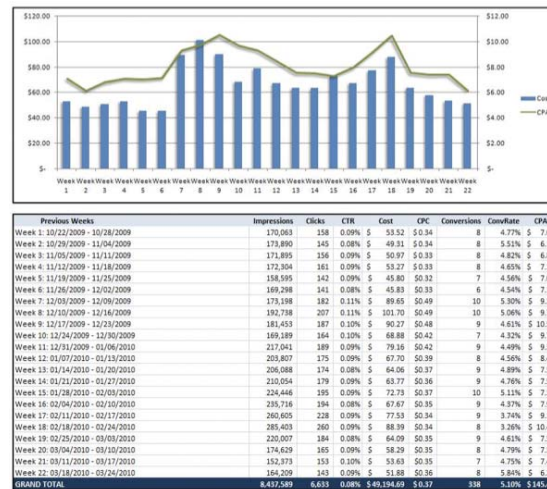 $120.00
$100.00
$80.00
$60.00
$40.00
$20.00
$-
$12.00
$10.00
$8.00
$6.00
$4.00
$2.00
$-
Week Week Week Week Week Week Week Week Week Week Week Week Week Week Week Week Week Week Week Week Week Week
1 2 3 4 5 6 7 8 9 10 11 12 13 14 15 16 17 18 19 20 21 22
Cos
CPA
Previous Weeks Impressions Clicks CTR Cost CPC Conversions ConvRate CPA
Week 1: 10/22/2009 - 10/28/2009 170,063 158 0.09% $ 53.52 $0.34 8 4.77% $ 7.
Week 2: 10/29/2009 - 11/04/2009 173,890 145 0.08% $ 49.31 $0.34 8 5.51% $ 6.
Week 3: 11/05/2009 - 11/11/2009 171,895 156 0.09% $ 50.97 $0.33 8 4.82% $ 6.
Week 4: 11/12/2009 - 11/18/2009 172,304 161 0.09% $ 53.27 $0.33 8 4.65% $ 7.
Week 5: 11/19/2009 - 11/25/2009 158,595 142 0.09% $ 45.80 $0.32 7 4.56% $ 7.
Week 6: 11/26/2009 - 12/02/2009 169,298 141 0.08% $ 45.83 $0.33 6 4.54% $ 7.
Week 7: 12/03/2009 - 12/09/2009 173,198 182 0.11% $ 89.65 $0.49 10 5.30% $ 9.
Week 8: 12/10/2009 - 12/16/2009 192,738 207 0.11% $ 101.70 $0.49 10 5.06% $ 9.
Week 9: 12/17/2009 - 12/23/2009 181,453 187 0.10% $ 90.27 $0.48 9 4.61% $ 10.
Week 10: 12/24/2009 - 12/30/2009 169,189 164 0.10% $ 68.88 $0.42 7 4.32% $ 9.
Week 11: 12/31/2009 - 01/06/2010 217,041 189 0.09% $ 79.16 $0.42 9 4.49% $ 9.
Week 12: 01/07/2010 - 01/13/2010 203,807 175 0.09% $ 67.70 $0.39 8 4.56% $ 8.
Week 13: 01/14/2010 - 01/20/2010 206,088 174 0.08% $ 64.06 $0.37 9 4.89% $ 7.
Week 14: 01/21/2010 - 01/27/2010 210,054 179 0.09% $ 63.77 $0.36 9 4.76% $ 7.
Week 15: 01/28/2010 - 02/03/2010 224,446 195 0.09% $ 72.73 $0.37 10 5.11% $ 7.
Week 16: 02/04/2010 - 02/10/2010 235,716 194 0.08% $ 67.67 $0.35 9 4.37% $ 7.
Week 17: 02/11/2010 - 02/17/2010 260,605 228 0.09% $ 77.53 $0.34 9 3.74% $ 9.
Week 18: 02/18/2010 - 02/24/2010 285,403 260 0.09% $ 88.39 $0.34 8 3.26% $ 10.
Week 19: 02/25/2010 - 03/03/2010 220,007 184 0.08% $ 64.09 $0.35 9 4.61% $ 7.
Week 20: 03/04/2010 - 03/10/2010 174,629 165 0.09% $ 58.29 $0.35 8 4.79% $ 7.
Week 21: 03/11/2010 - 03/17/2010 152,373 153 0.10% $ 53.63 $0.35 7 4.75% $ 7.
Week 22: 03/18/2010 - 03/24/2010 164,209 143 0.09% $ 51.88 $0.36 8 5.84% $ 6.
GRAND TOTAL 8,437,589 6,633 0.08% $49,194.69 $ 0.37 338 5.10% $145.